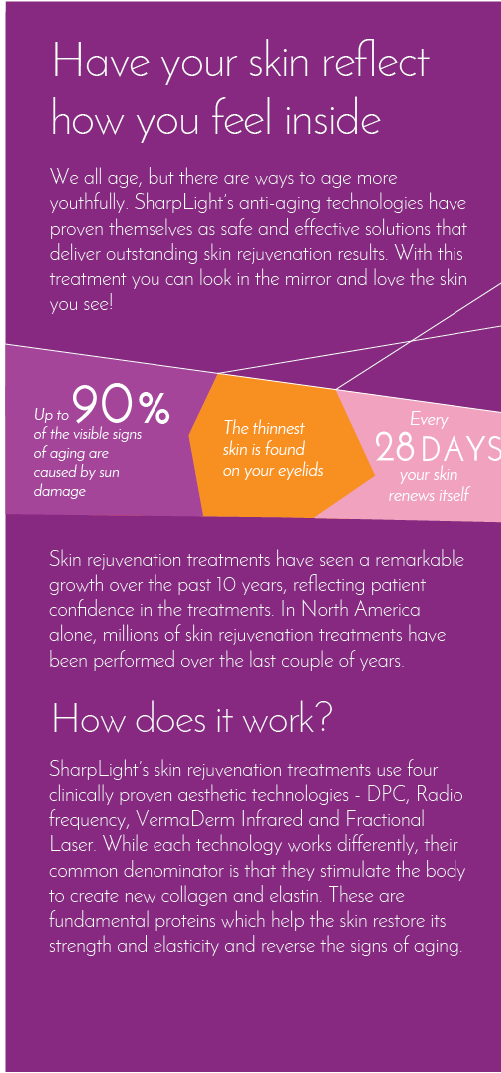 Have your skin reflect
how you feel inside
We all age, but there are ways to age more
youthfully. SharpLight's anti-aging technologies have
proven themselves as safe and effective solutions that
deliver outstanding skin rejuvenation results. With this
treatment you can look in the mirror and love the skin
you see!
Up to 90%
of the visible signs
of aging are
caused by sun
damage
The thinnest
skin is found
on your eyelids
Every
28 DAYS
your skin
renews itself
Skin rejuvenation treatments have seen a remarkable
growth over the past 10 years, reflecting patient
confidence in the treatments. In North America
alone, millions of skin rejuvenation treatments have
been performed over the last couple of years.
How does it work?
SharpLight's skin rejuvenation treatments use four
clinically proven aesthetic technologies - DPC, Radio
frequency, VermaDerm Infrared and Fractional
Laser. While each technology works differently, their
common denominator is that they stimulate the body
to create new collagen and elastin. These are
fundamental proteins which help the skin restore its
strength and elasticity and reverse the signs of aging.